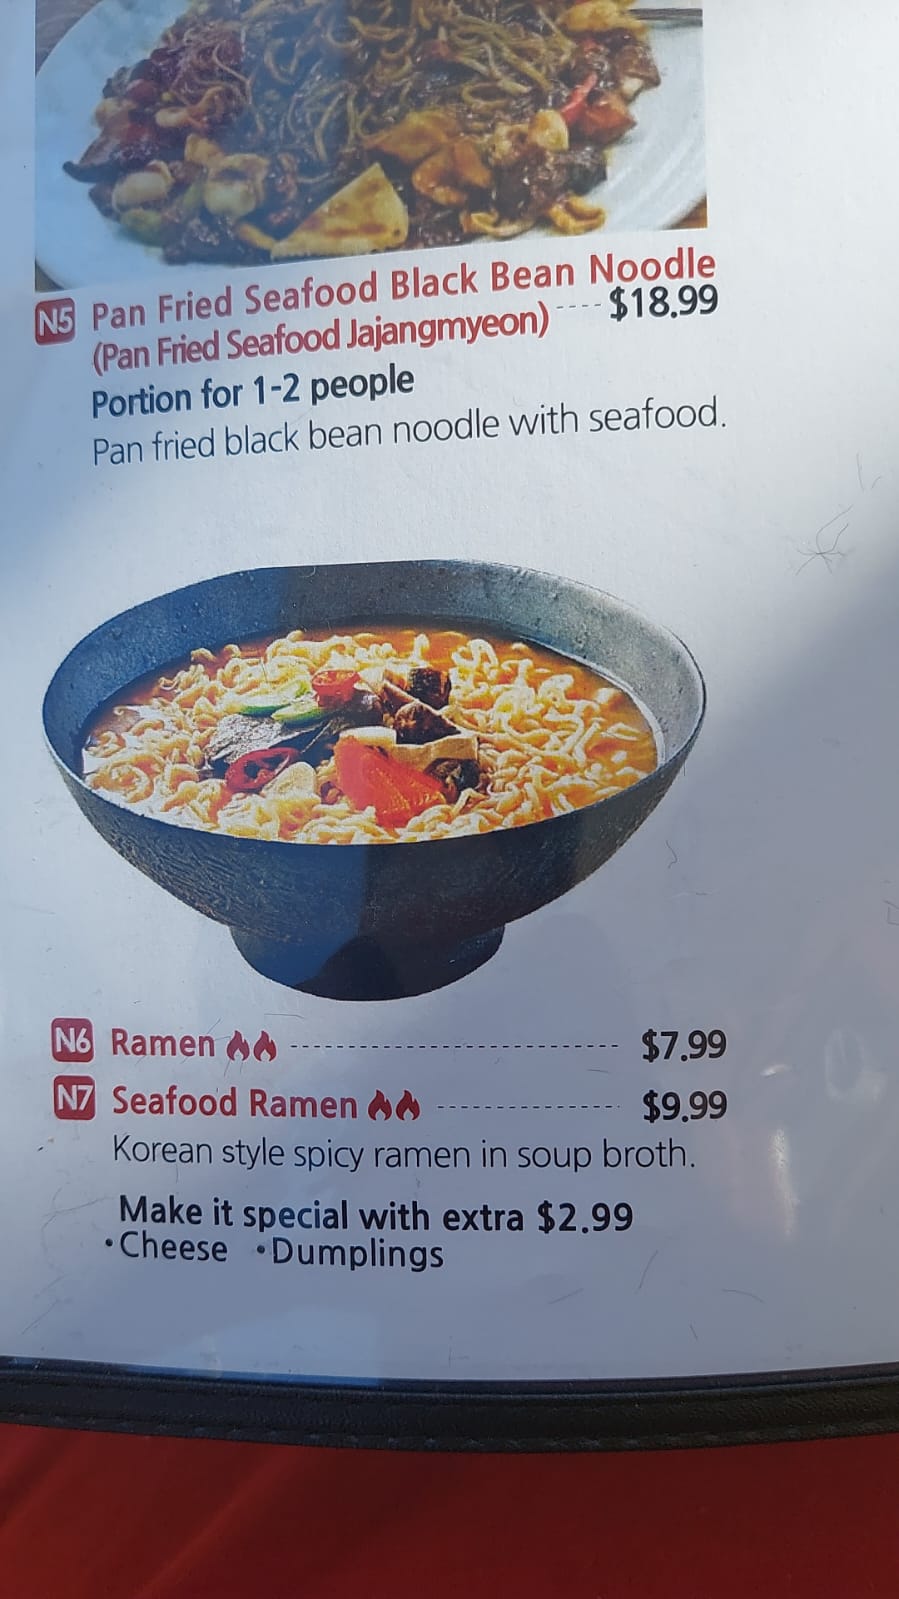 N5 Pan Fried Seafood Black Bean Noodle
(Pan Fried Seafood Jajangmyeon) ---- $18.99
Portion for 1-2 people
Pan fried black bean noodle with seafood.
N6 Ramen $7.99
N7 Seafood Ramen $9.99
Korean style spicy ramen in soup broth.
Make it special with extra $2.99
•Cheese •Dumplings